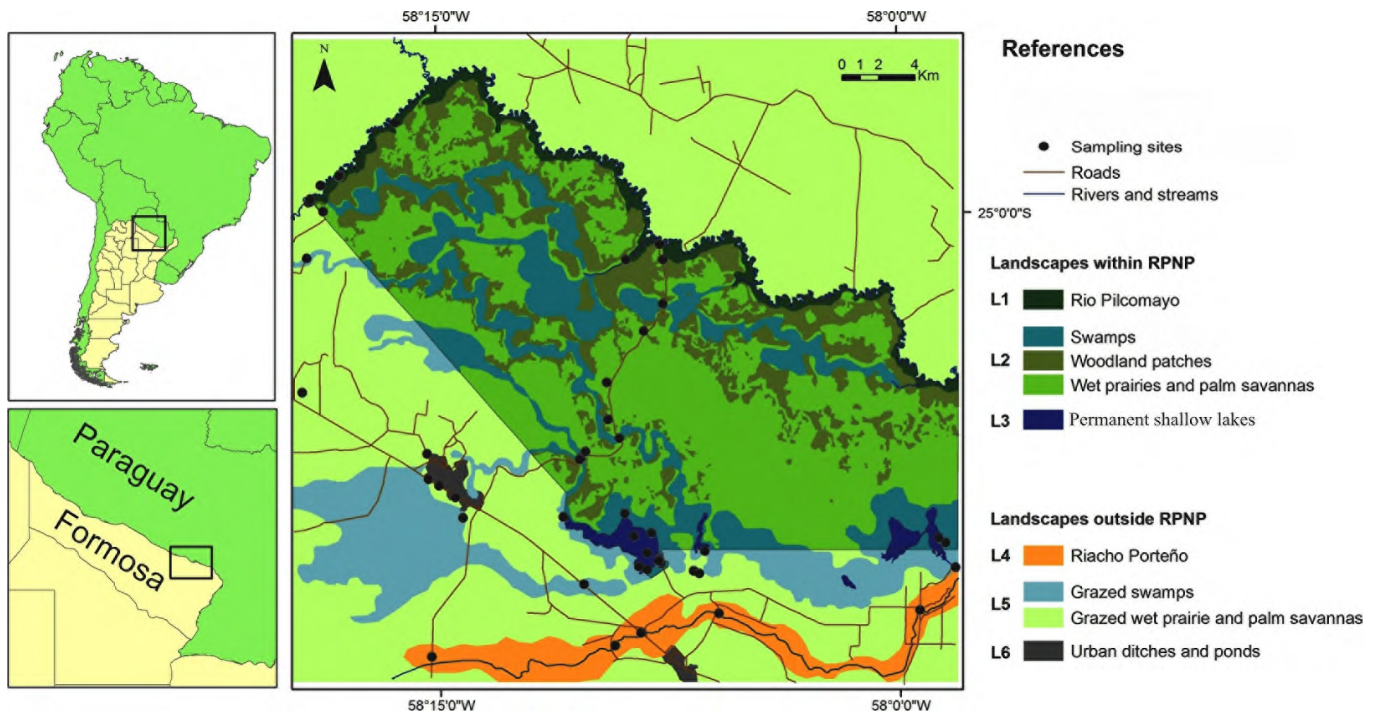 58°15'0"W
58°0'0"W
N
0 1 2 4
Km
25°0'0"S
Paraguay
Formosa
58°15'0"W
58°0'0"W
References
Sampling sites
Roads
Rivers and streams
Landscapes within RPNP
L1 Rio Pilcomayo
Swamps
L2 Woodland patches
Wet prairies and palm savannas
L3 Permanent shallow lakes
Landscapes outside RPNP
L4 Riacho Porteño
Grazed swamps
L5
Grazed wet prairie and palm savannas
L6 Urban ditches and ponds